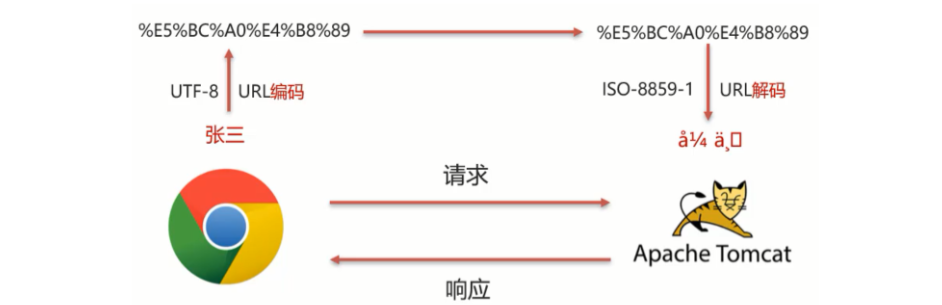 %E5%BC%A0%E4%B8%89
%E5%BC%A0%E4%B8%89
UTF-8 URL编码
ISO-8859-1 URL解码
张三
å¼ ä¸
请求
Apache Tomcat
响应